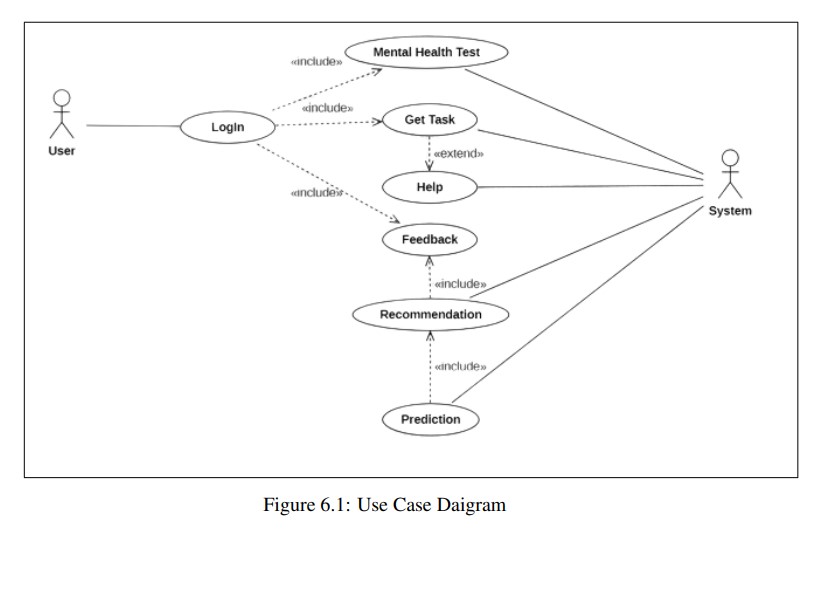 Mental Health Test
«include»
«include»
Get Task
LogIn
User
«extend»
Help
«include»
System
Feedback
«include»
Recommendation
«include»
Prediction
Figure 6.1: Use Case Daigram